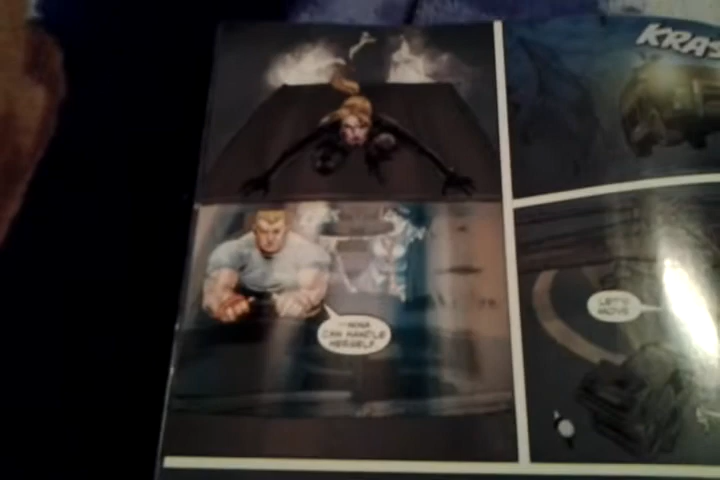 --NINA
CAN HANDLE
HERSELF.
KRAS
LET'S
MOVE.